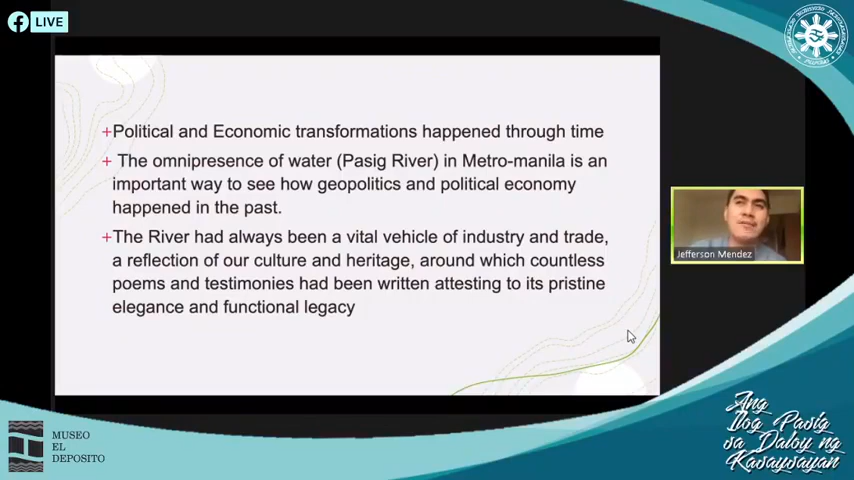 LIVE
+Political and Economic transformations happened through time
+ The omnipresence of water (Pasig River) in Metro-manila is an
important way to see how geopolitics and political economy
happened in the past.
+The River had always been a vital vehicle of industry and trade,
a reflection of our culture and heritage, around which countless
poems and testimonies had been written attesting to its pristine
elegance and functional legacy
Jefferson Mendez
MUSEO
EL
DEPOSITO
Ang
Ilog Pasig
sa Daloy ng
Kasaysayan